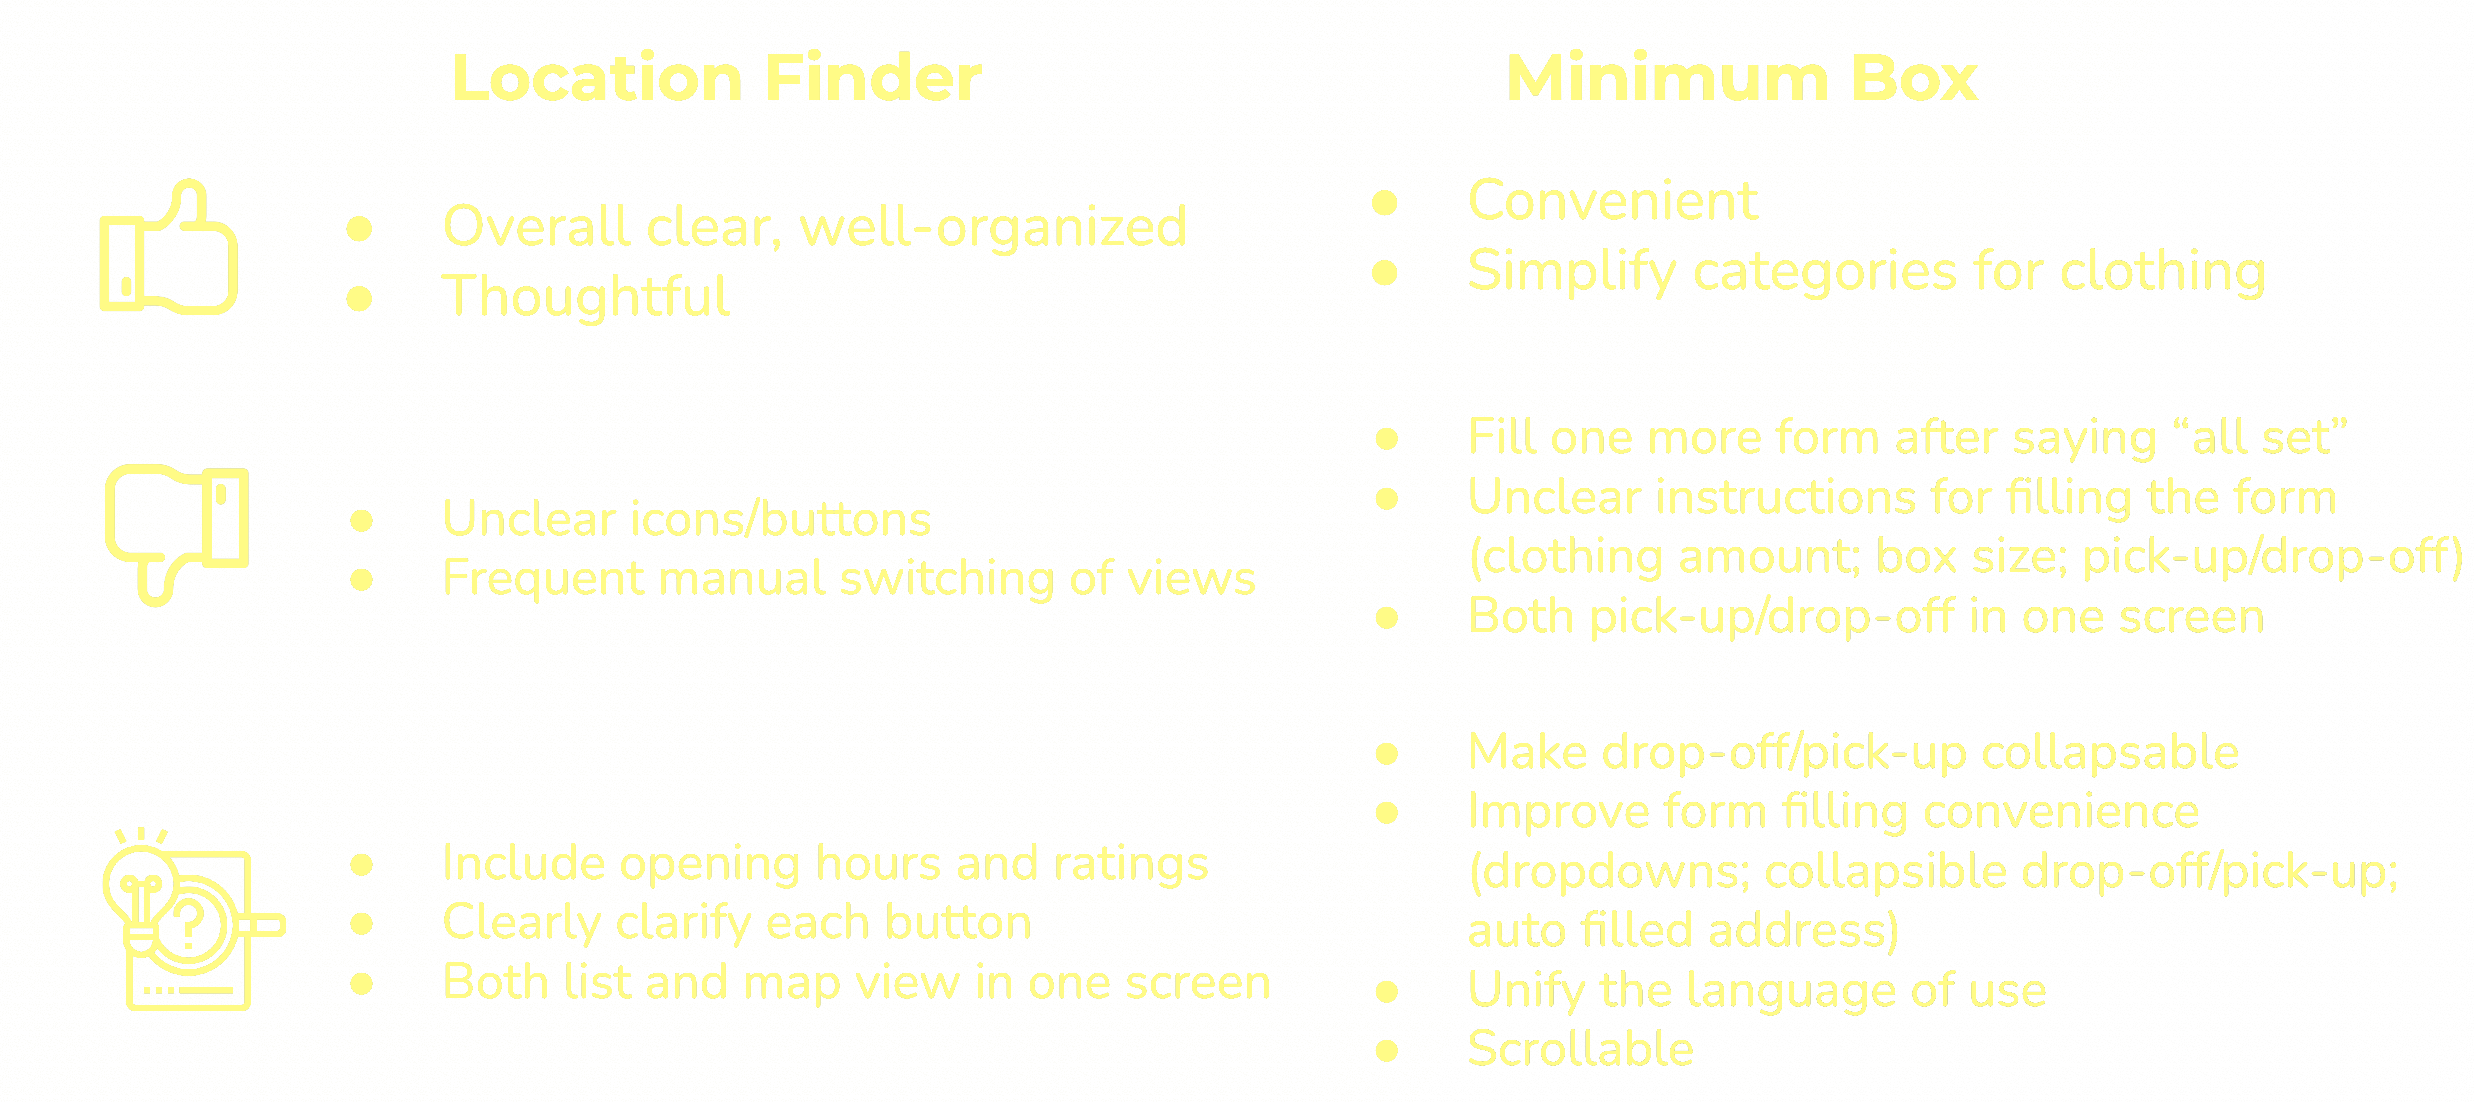 Location Finder
Minimum Box
• Overall clear, well-organized
• Thoughtful
• Convenient
• Simplify categories for clothing
• Unclear icons/buttons
• Frequent manual switching of views
• Fill one more form after saying “all set”
• Unclear instructions for filling the form
(clothing amount; box size; pick-up/drop-off)
• Both pick-up/drop-off in one screen
• Include opening hours and ratings
• Clearly clarify each button
• Both list and map view in one screen
• Make drop-off/pick-up collapsable
• Improve form filling convenience
(dropdowns; collapsible drop-off/pick-up;
auto filled address)
• Unify the language of use
• Scrollable